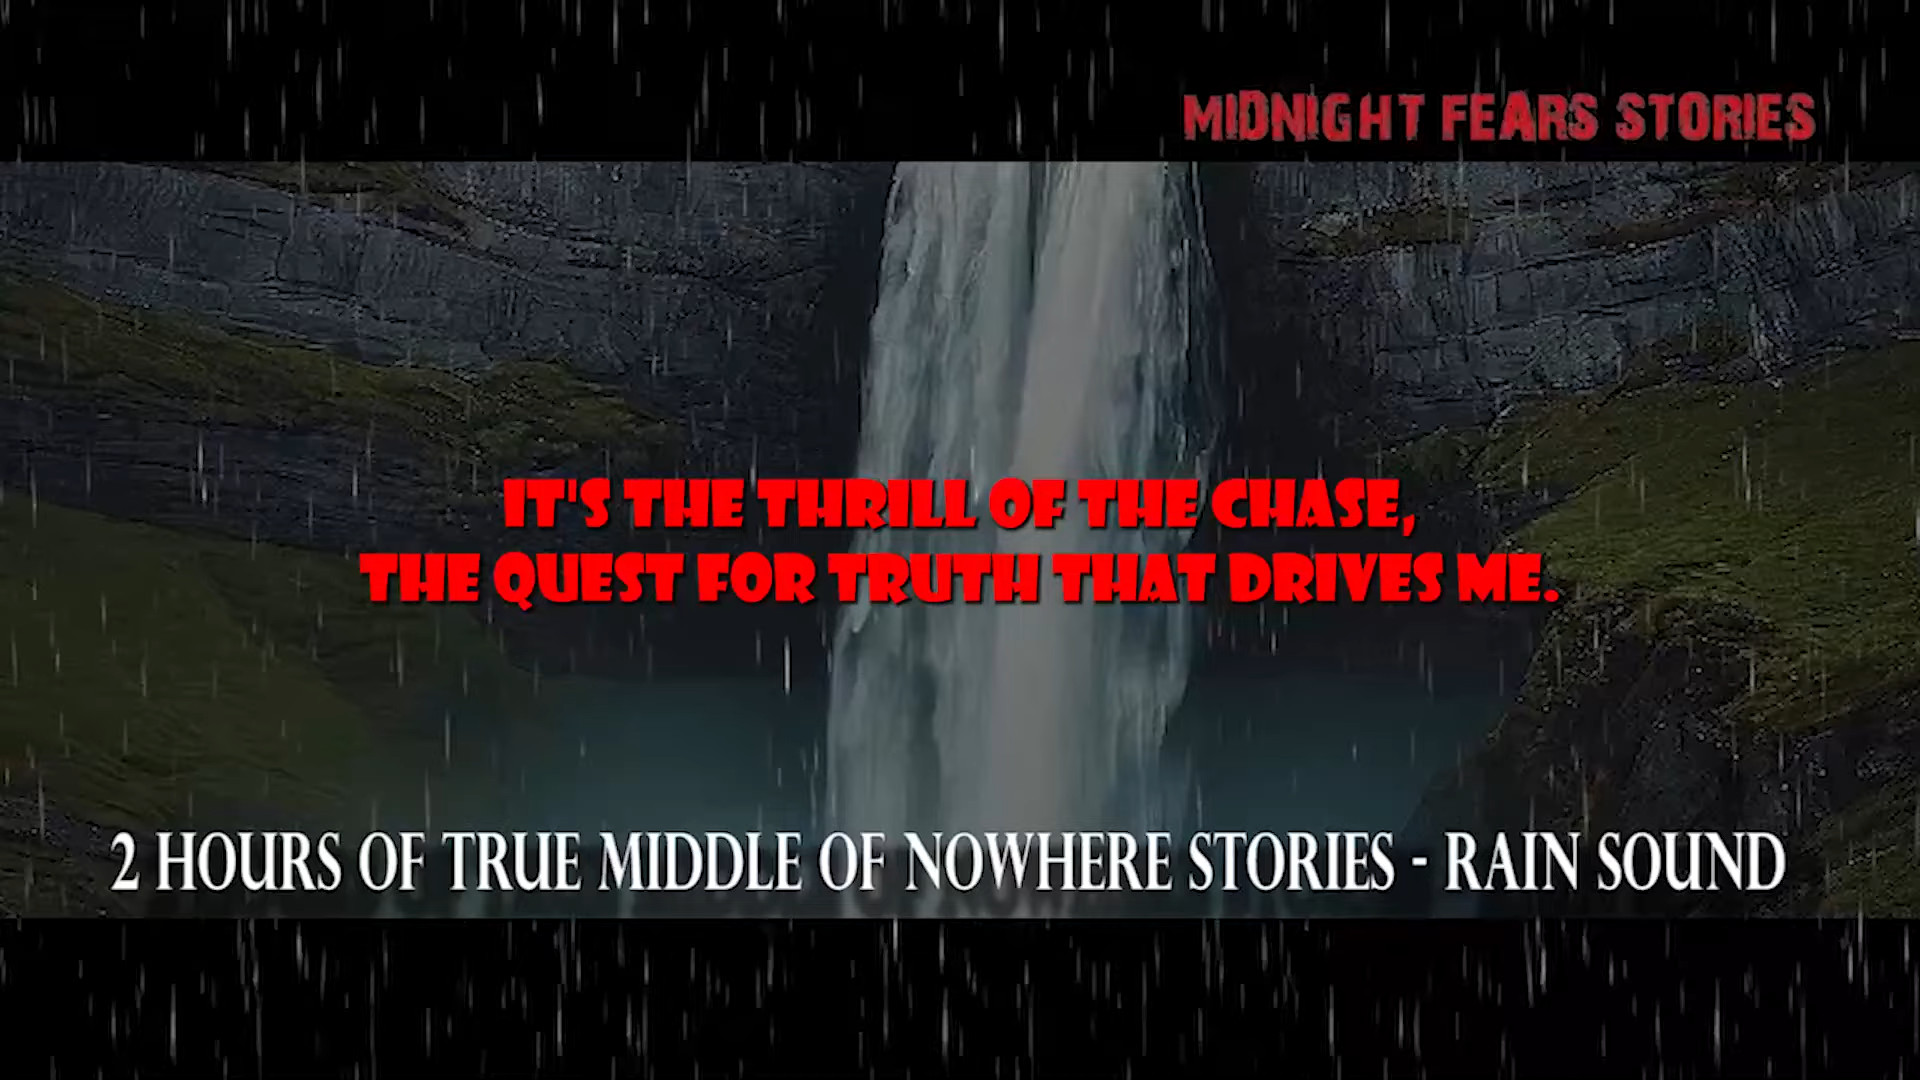 MIDNIGHT FEARS STORIES
IT'S THE THRILL OF THE CHASE,
THE QUEST FOR TRUTH THAT DRIVES ME.
2 HOURS OF TRUE MIDDLE OF NOWHERE STORIES - RAIN SOUND